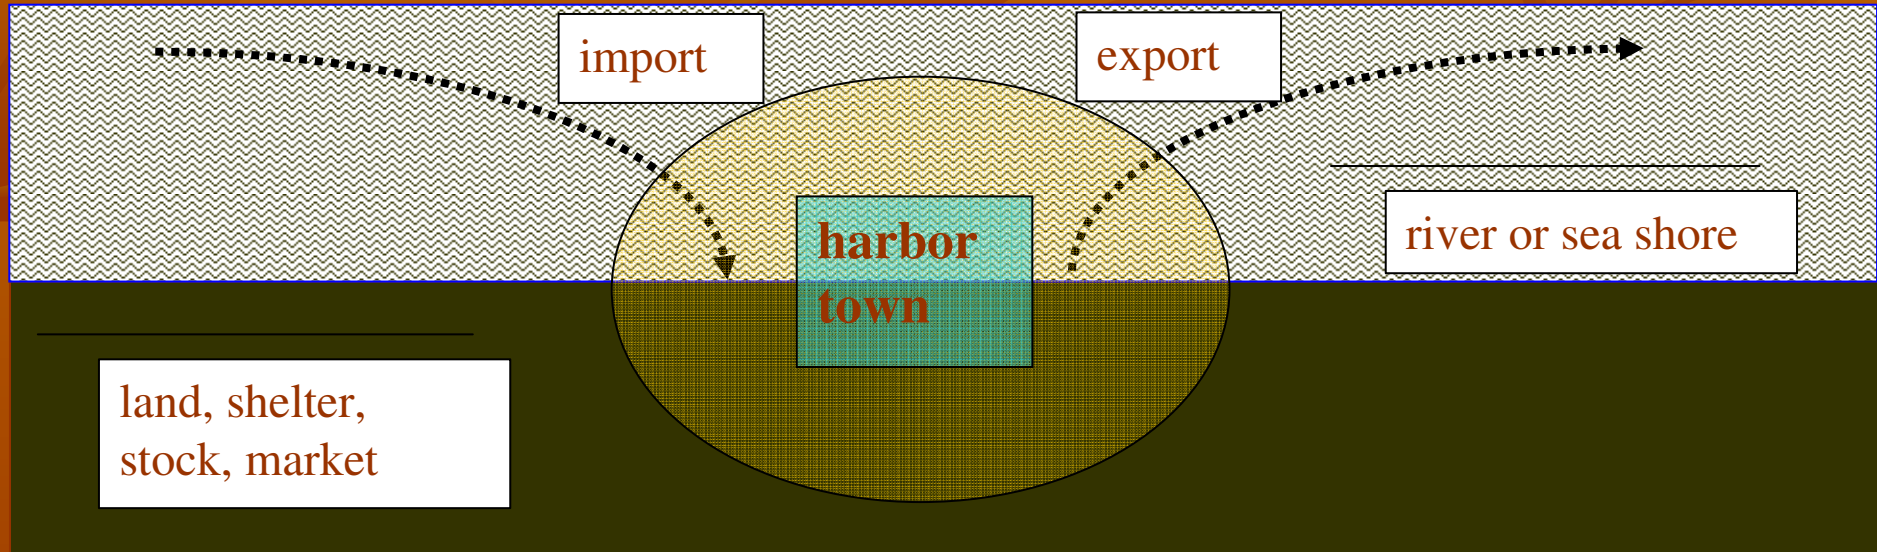 import
export
river or sea shore
harbor
town
land, shelter,
stock, market